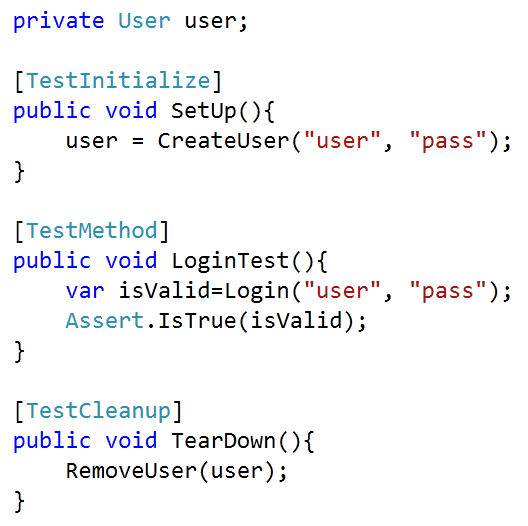 private User user;

[TestInitialize]
public void SetUp(){
    user = CreateUser("user", "pass");
}

[TestMethod]
public void LoginTest(){
    var isValid=Login("user", "pass");
    Assert.IsTrue(isValid);
}

[TestCleanup]
public void TearDown(){
    RemoveUser(user);
}